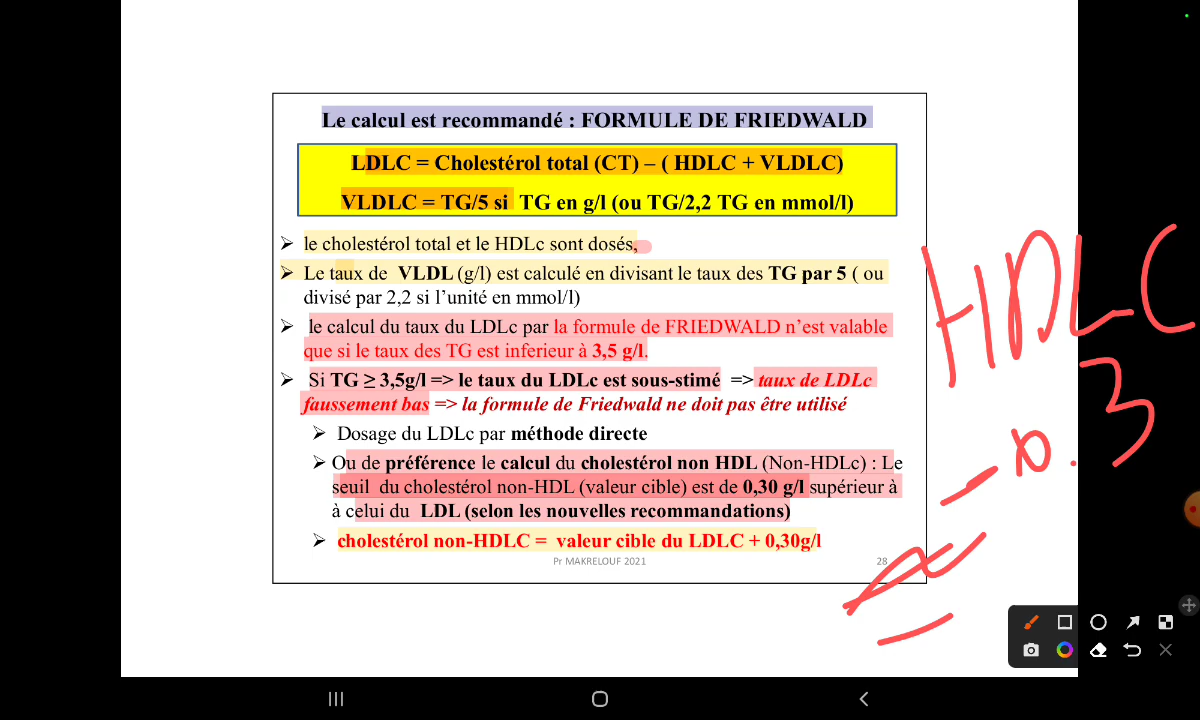 Le calcul est recommandé : FORMULE DE FRIEDWALD
LDLC = Cholestérol total (CT) – ( HDLC + VLDLC)
VLDLC = TG/5 si TG en g/l (ou TG/2,2 TG en mmol/l)
➢ le cholestérol total et le HDLc sont dosés,
➢ Le taux de VLDL (g/l) est calculé en divisant le taux des TG par 5 ( ou
divisé par 2,2 si l’unité en mmol/l)
➢ le calcul du taux du LDLc par la formule de FRIEDWALD n’est valable
que si le taux des TG est inferieur à 3,5 g/l.
➢ Si TG ≥ 3,5g/l => le taux du LDLc est sous-stimé => taux de LDLc
faussement bas => la formule de Friedwald ne doit pas être utilisé
➢ Dosage du LDLc par méthode directe
➢ Ou de préférence le calcul du cholestérol non HDL (Non-HDLc) : Le
seuil du cholestérol non-HDL (valeur cible) est de 0,30 g/l supérieur à
à celui du LDL (selon les nouvelles recommandations)
➢ cholestérol non-HDLC = valeur cible du LDLC + 0,30g/l
Pr MAKRELOUF 2021
28
HDLC
0.3